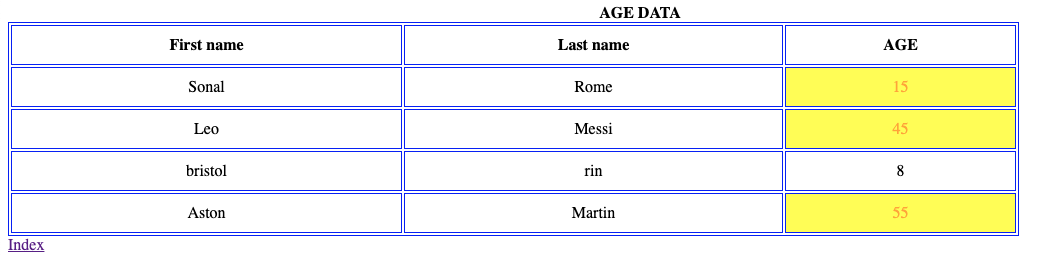 AGE DATA
First name Last name AGE
Sonal Rome 15
Leo Messi 45
bristol rin 8
Aston Martin 55
Index